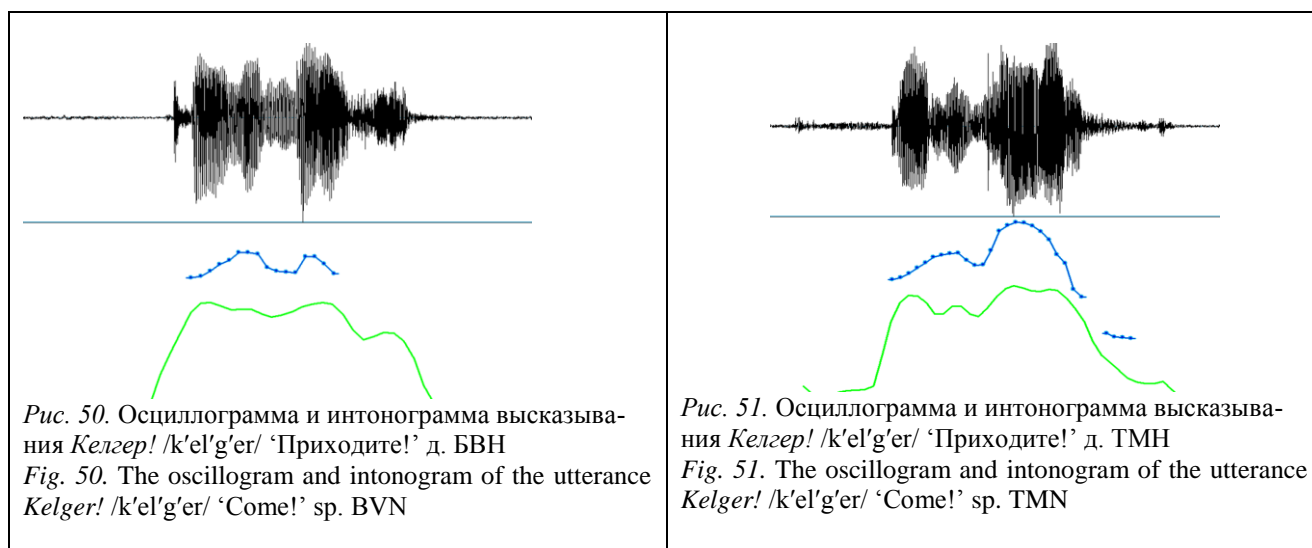 Рис. 50. Осциллограмма и интонограмма высказыва-
ния Келгер! /k'el'g'er/ ‘Приходите!’ д. БВН
Fig. 50. The oscillogram and intonogram of the utterance
Kelger! /k'el'g'er/ ‘Come!’ sp. BVN
Рис. 51. Осциллограмма и интонограмма высказыва-
ния Келгер! /k'el'g'er/ ‘Приходите!’ д. ТМН
Fig. 51. The oscillogram and intonogram of the utterance
Kelger! /k'el'g'er/ ‘Come!’ sp. TMN